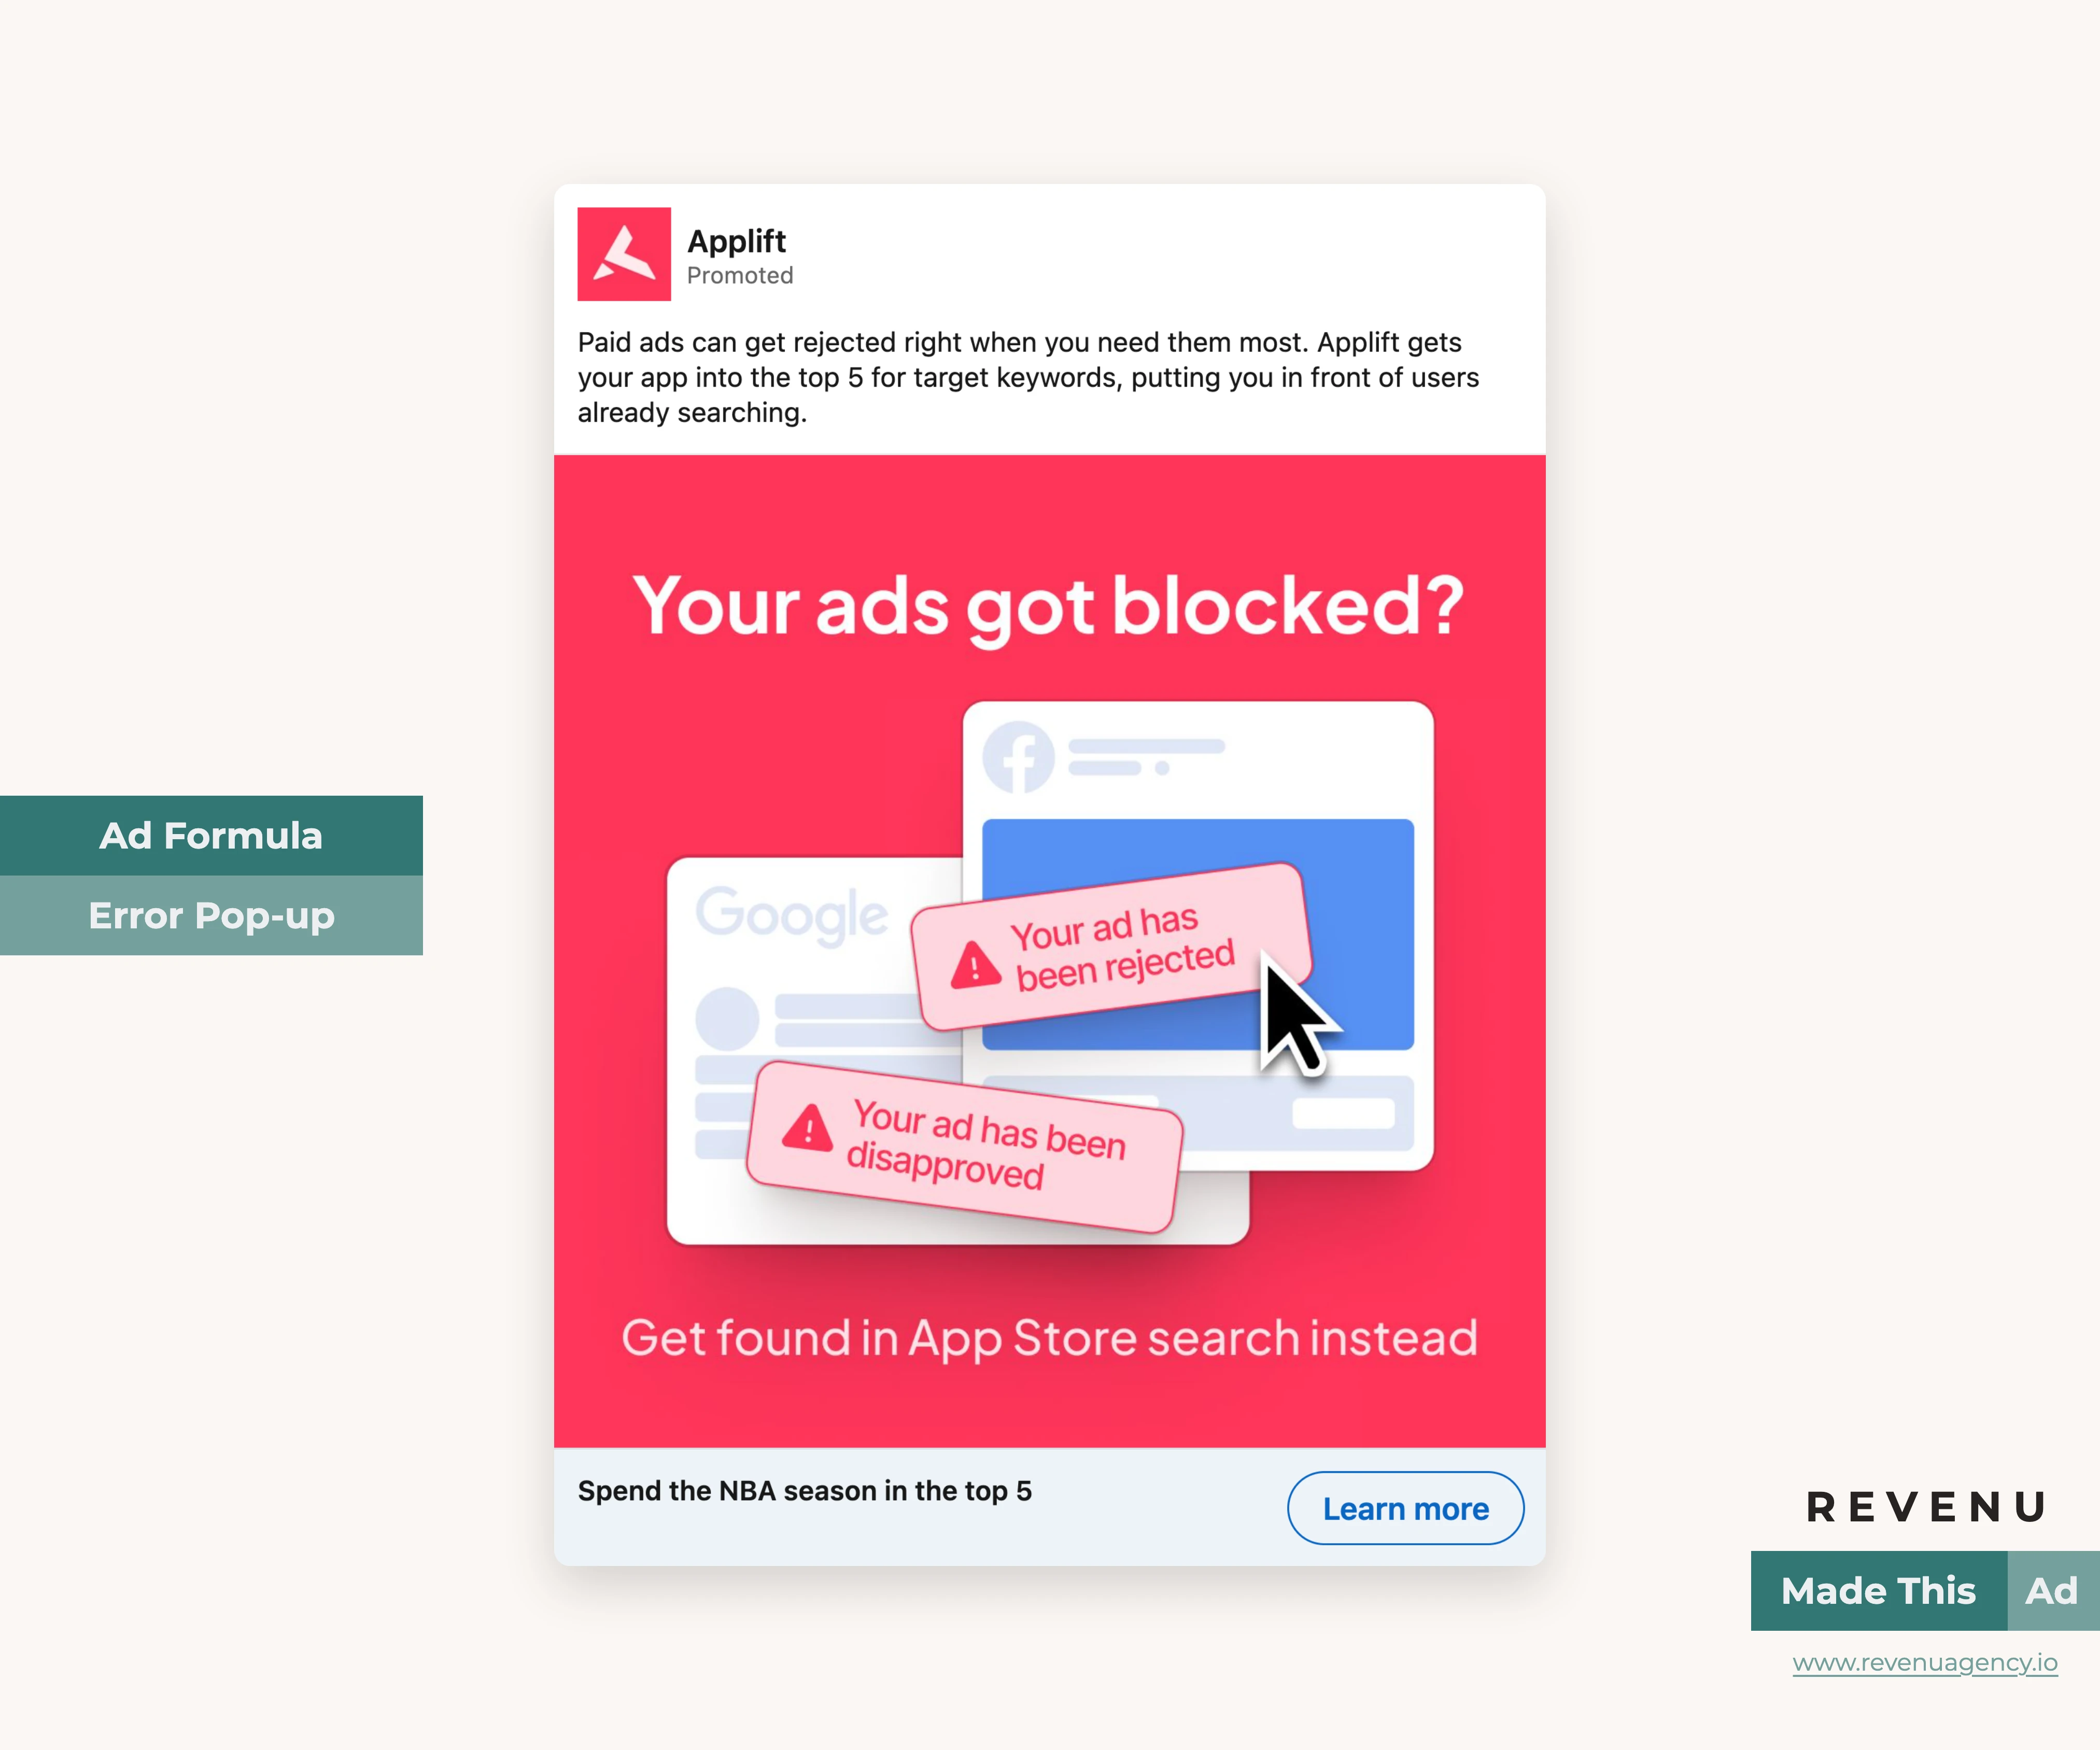 Applift
Promoted
Paid ads can get rejected right when you need them most. Applift gets
your app into the top 5 for target keywords, putting you in front of users
already searching.
Your ads got blocked?
Google
Your ad has
been rejected
Your ad has been
disapproved
Get found in App Store search instead
Spend the NBA season in the top 5
Learn more
Ad Formula
Error Pop-up
REVENU
Made This Ad
www.revenuagency.io